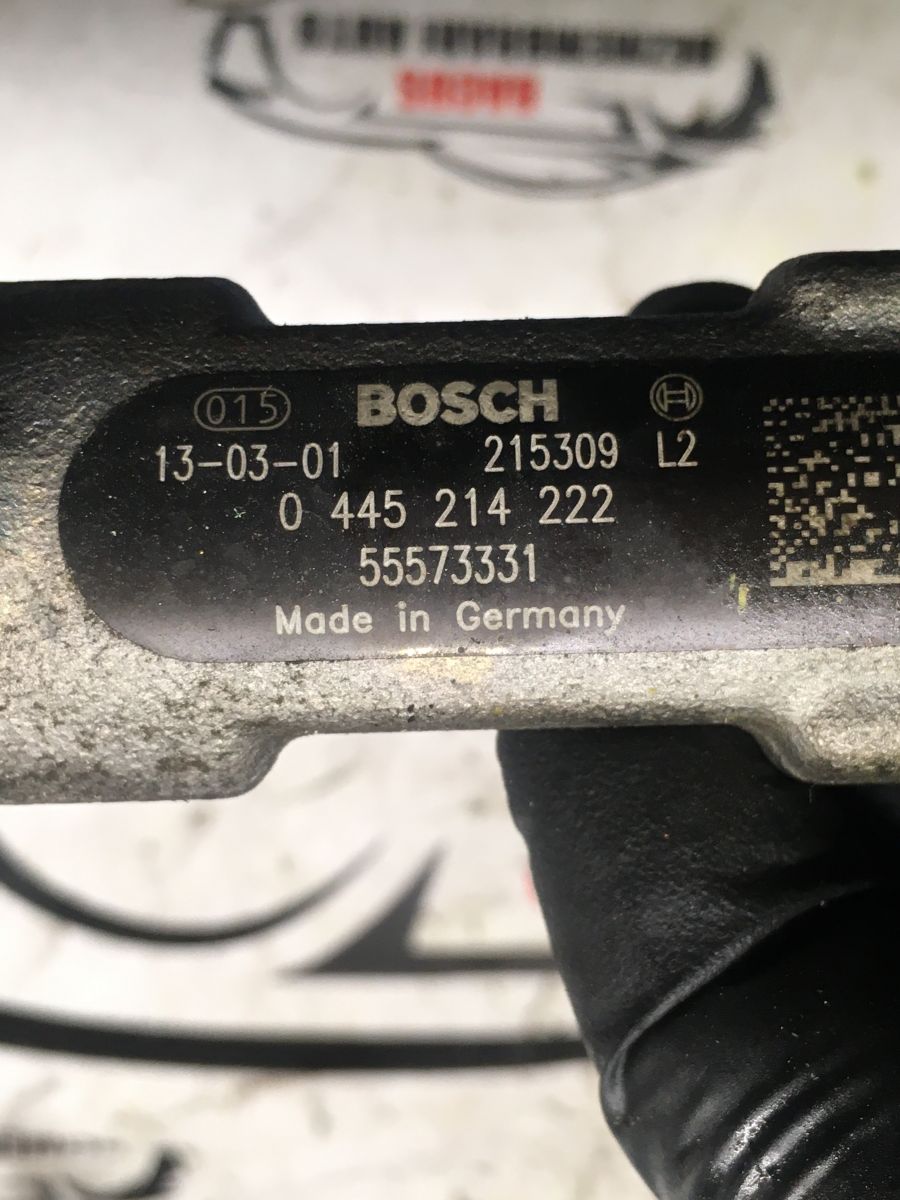 015 BOSCH
13-03-01 215309 L2
0 445 214 222
55573331
Made in Germany